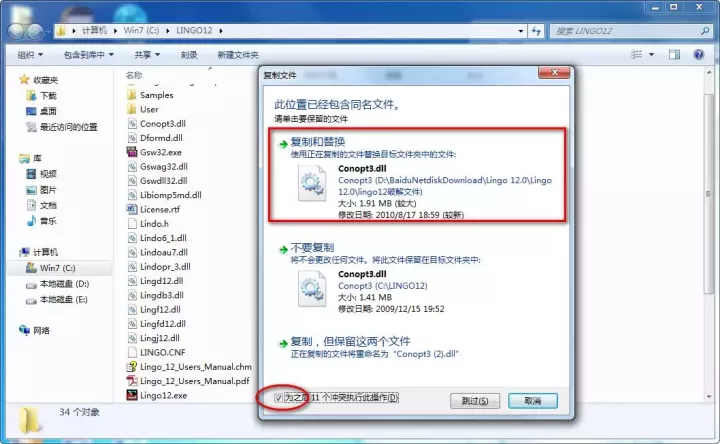 计算机 Win7 (C:) LINGO12
搜索 LINGO12
组织 包含到库中 共享 刻录 新建文件夹
收藏夹
下载
桌面
最近访问的位置
库
视频
图片
文档
音乐
计算机
Win7 (C:)
本地磁盘 (D:)
本地磁盘 (E:)
网络
名称
Samples
User
Conopt3.dll
Dformd.dll
Gsw32.exe
Gswag32.dll
Gswdll32.dll
Libiomp5md.dll
License.rtf
Lindo.h
Lindo6_1.dll
Lindoau7.dll
Lindopr_3.dll
Lingd12.dll
Lingdb3.dll
Lingf12.dll
Lingfd12.dll
Lingj12.dll
LINGO.CNF
Lingo_12_Users_Manual.chm
Lingo_12_Users_Manual.pdf
Lingo12.exe
34 个对象
复制文件
此位置已经包含同名文件。
请单击要保留的文件
复制和替换
使用正在复制的文件替换目标文件夹中的文件:
Conopt3.dll
Conopt3 (D:\BaiduNetdiskDownload\Lingo 12.0\Lingo
12.0\lingo12破解文件)
大小: 1.91 MB (较大)
修改日期: 2010/8/17 18:59 (较新)
不要复制
将不会更改任何文件。将此文件保留在目标文件夹中:
Conopt3.dll
Conopt3 (C:\LINGO12)
大小: 1.41 MB
修改日期: 2009/12/15 19:52
复制，但保留这两个文件
正在复制的文件将重命名为 "Conopt3 (2).dll"
为之后 11 个冲突执行此操作(D)
跳过(S)
取消